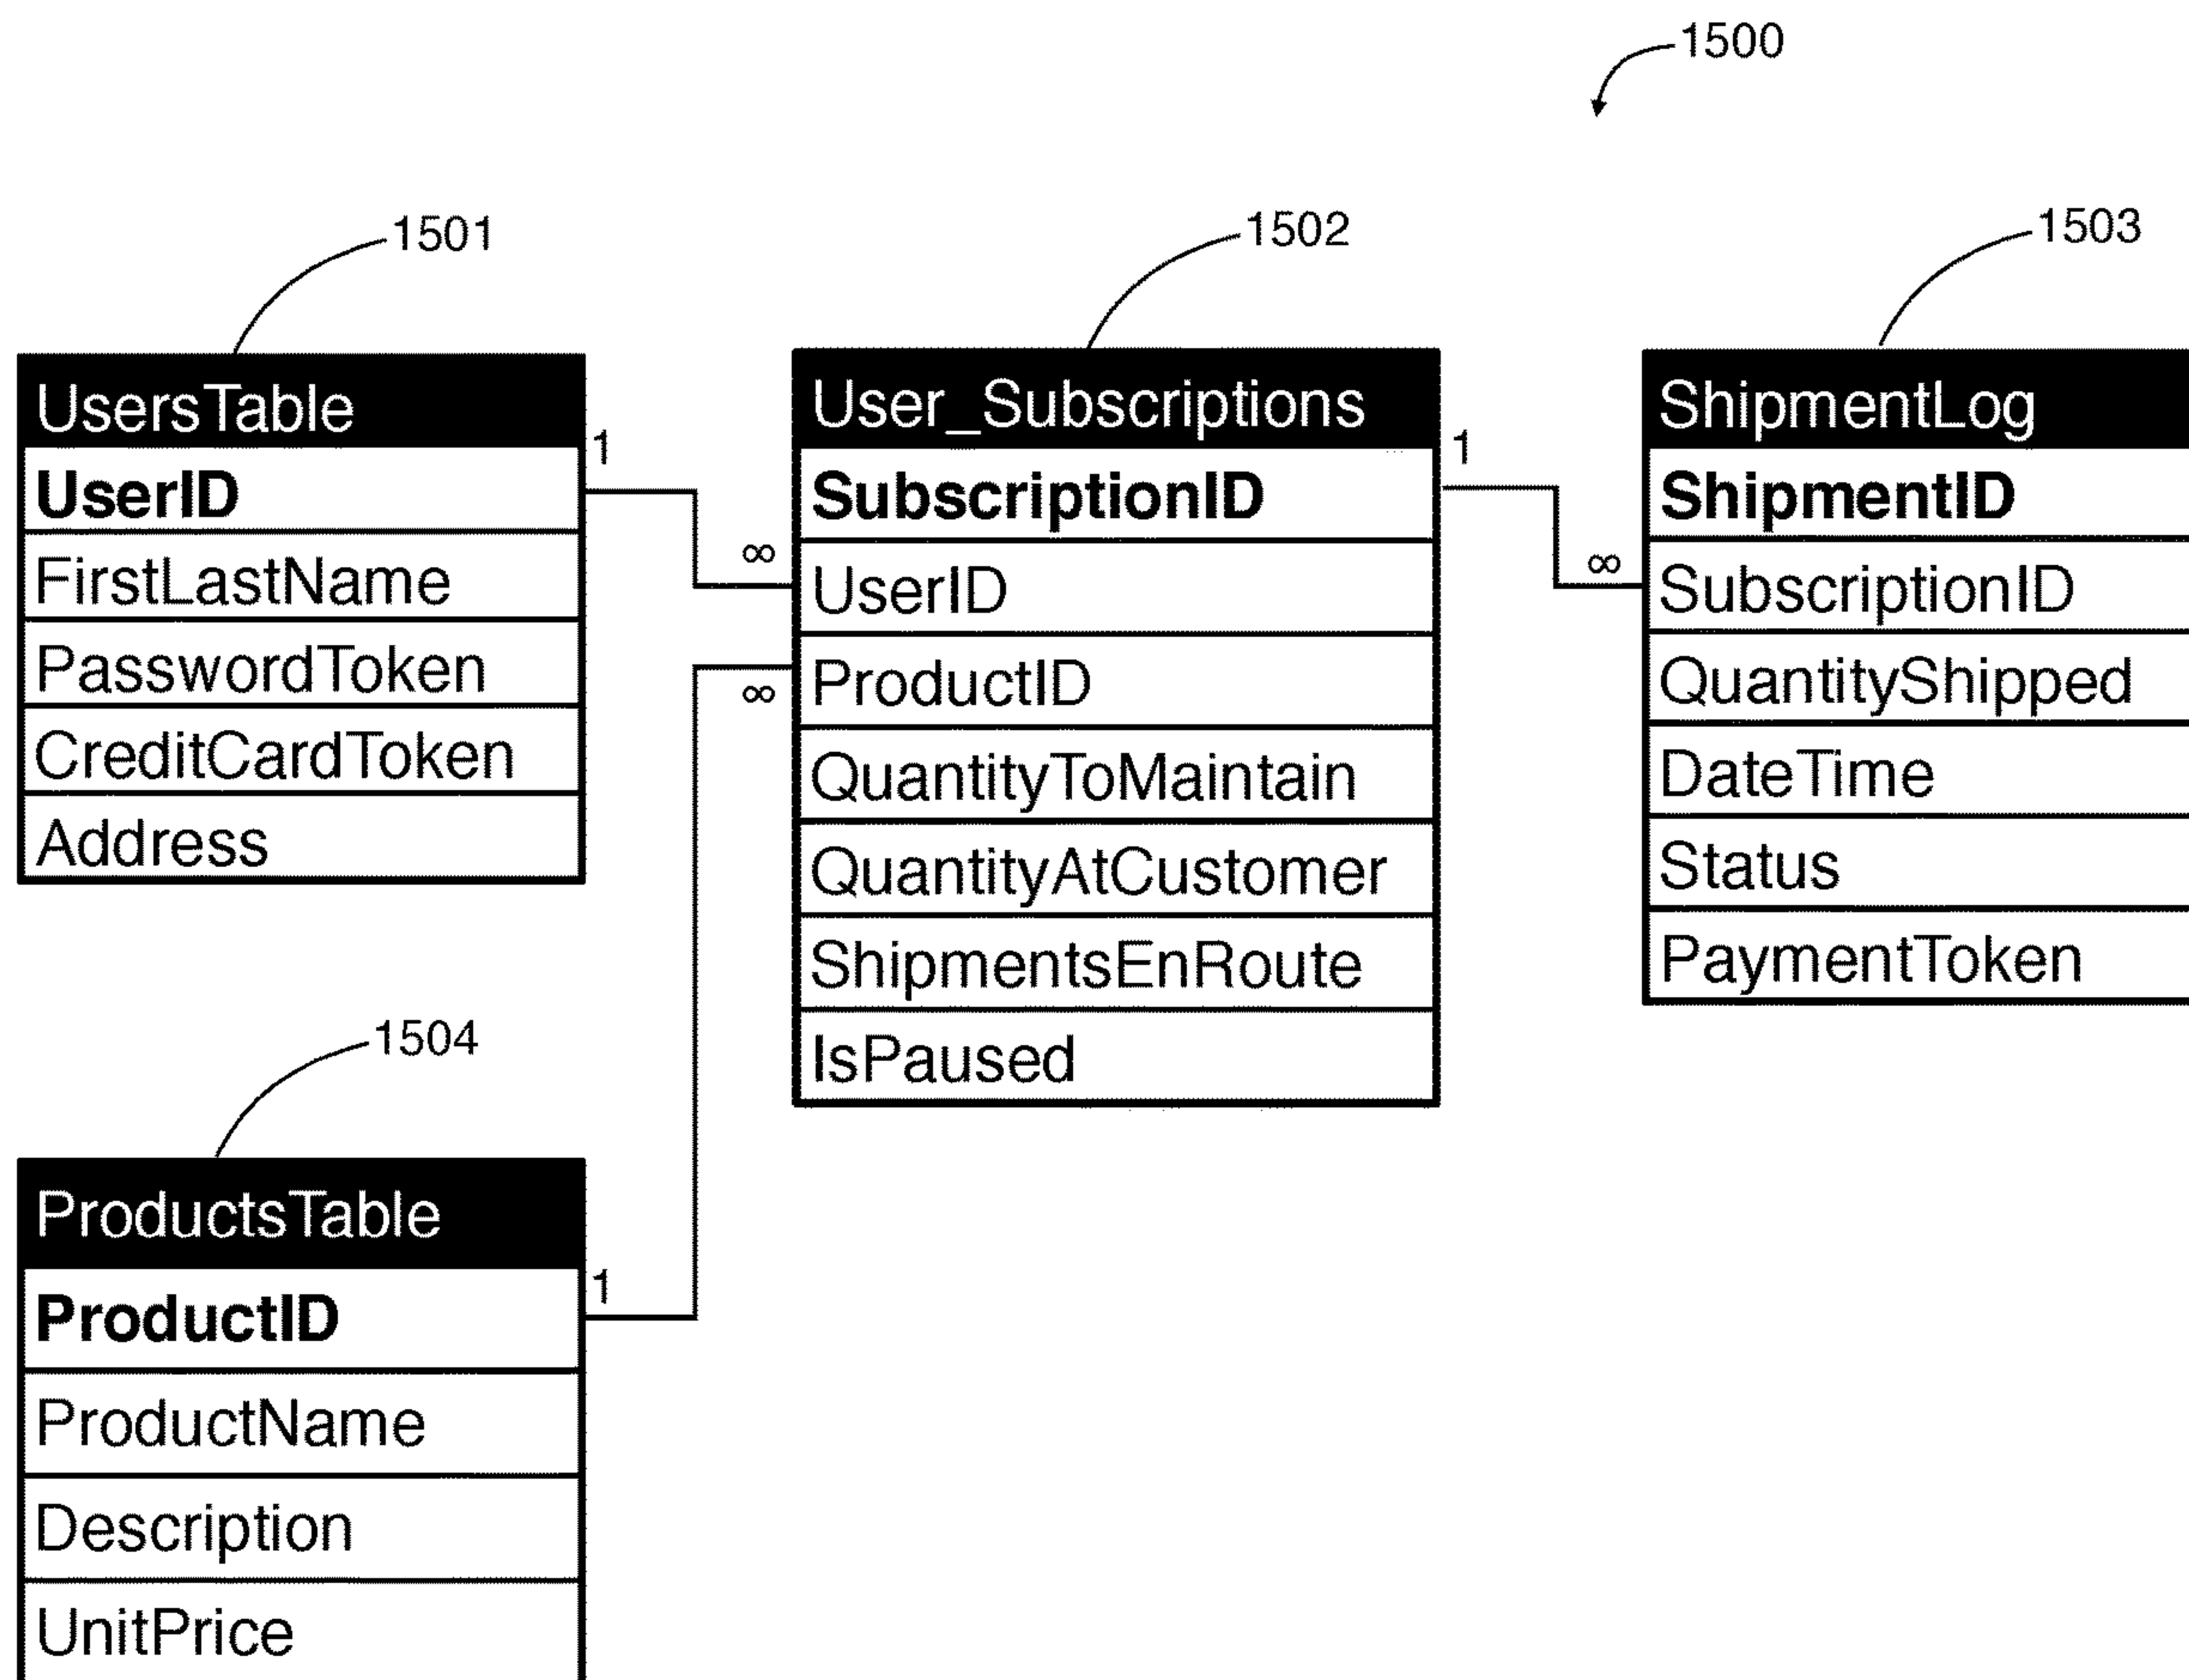 1500
1501
1502
1503
UsersTable
UserID
FirstLastName
PasswordToken
CreditCardToken
Address
1
∞
User_Subscriptions
SubscriptionID
UserID
ProductID
QuantityToMaintain
QuantityAtCustomer
ShipmentsEnRoute
IsPaused
∞
1
∞
ShipmentLog
ShipmentID
SubscriptionID
QuantityShipped
DateTime
Status
PaymentToken
1504
ProductsTable
ProductID
ProductName
Description
UnitPrice
1